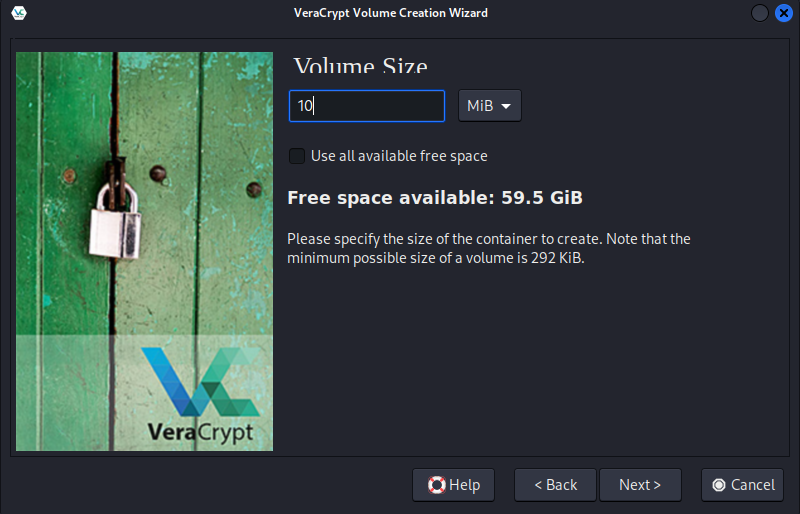 VeraCrypt Volume Creation Wizard
Volume Size
10
MiB
Use all available free space
Free space available: 59.5 GiB
Please specify the size of the container to create. Note that the
minimum possible size of a volume is 292 KiB.
VeraCrypt
Help
< Back
Next >
Cancel